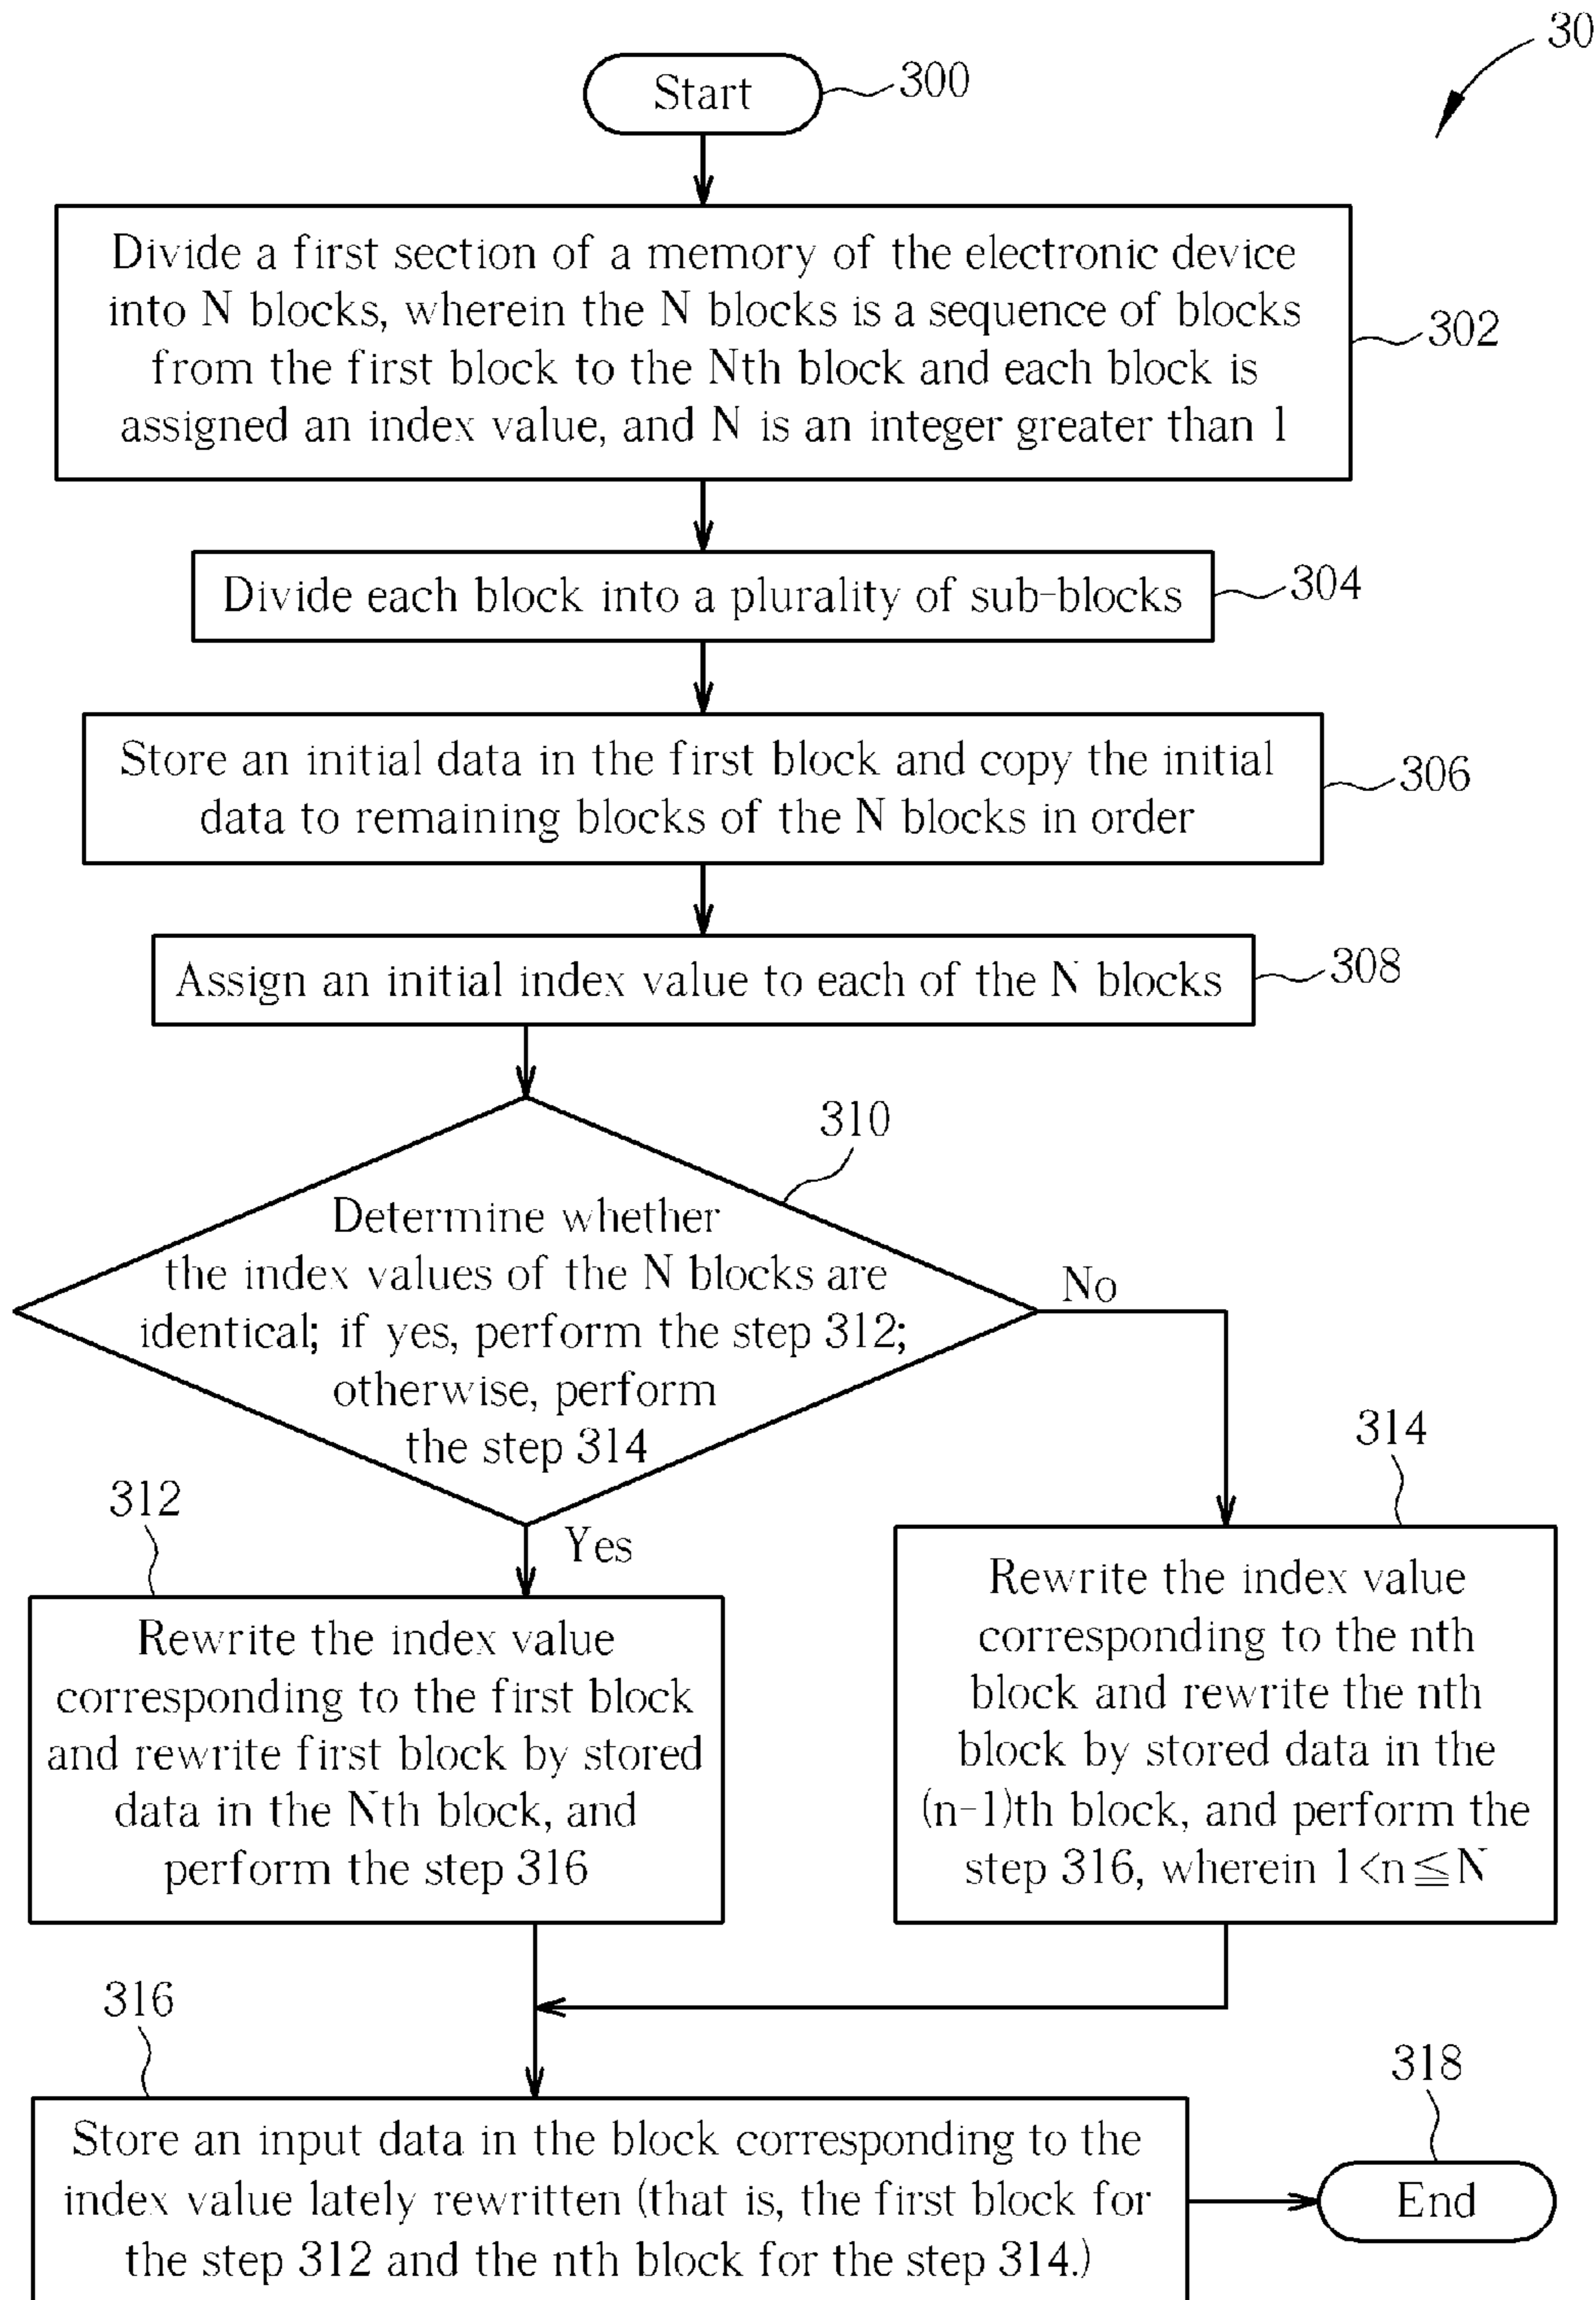 30
Start
300
Divide a first section of a memory of the electronic device
into N blocks, wherein the N blocks is a sequence of blocks
from the first block to the Nth block and each block is
assigned an index value, and N is an integer greater than 1
302
Divide each block into a plurality of sub-blocks
304
Store an initial data in the first block and copy the initial
data to remaining blocks of the N blocks in order
306
Assign an initial index value to each of the N blocks
308
310
Determine whether
the index values of the N blocks are
identical; if yes, perform the step 312;
otherwise, perform
the step 314
No
Yes
312
Rewrite the index value
corresponding to the first block
and rewrite first block by stored
data in the Nth block, and
perform the step 316
314
Rewrite the index value
corresponding to the nth
block and rewrite the nth
block by stored data in the
(n-1)th block, and perform the
step 316, wherein 1<n≦N
316
Store an input data in the block corresponding to the
index value lately rewritten (that is, the first block for
the step 312 and the nth block for the step 314.)
318
End